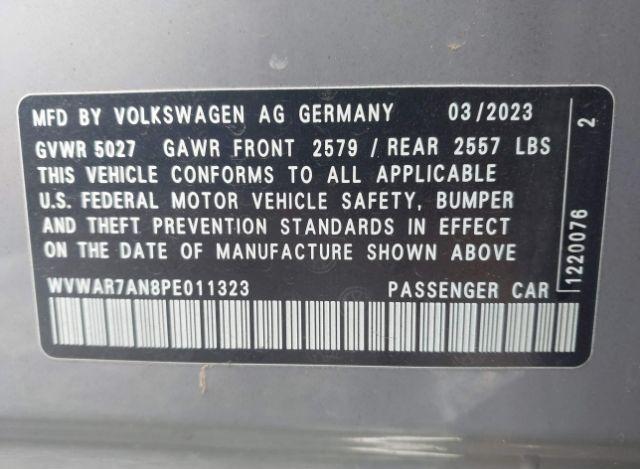 MFD BY VOLKSWAGEN AG GERMANY 03/2023
GVWR 5027 GAWR FRONT 2579 / REAR 2557 LBS
THIS VEHICLE CONFORMS TO ALL APPLICABLE
U.S. FEDERAL MOTOR VEHICLE SAFETY, BUMPER
AND THEFT PREVENTION STANDARDS IN EFFECT
ON THE DATE OF MANUFACTURE SHOWN ABOVE
WVWAR7AN8PE011323 PASSENGER CAR
1220076 2